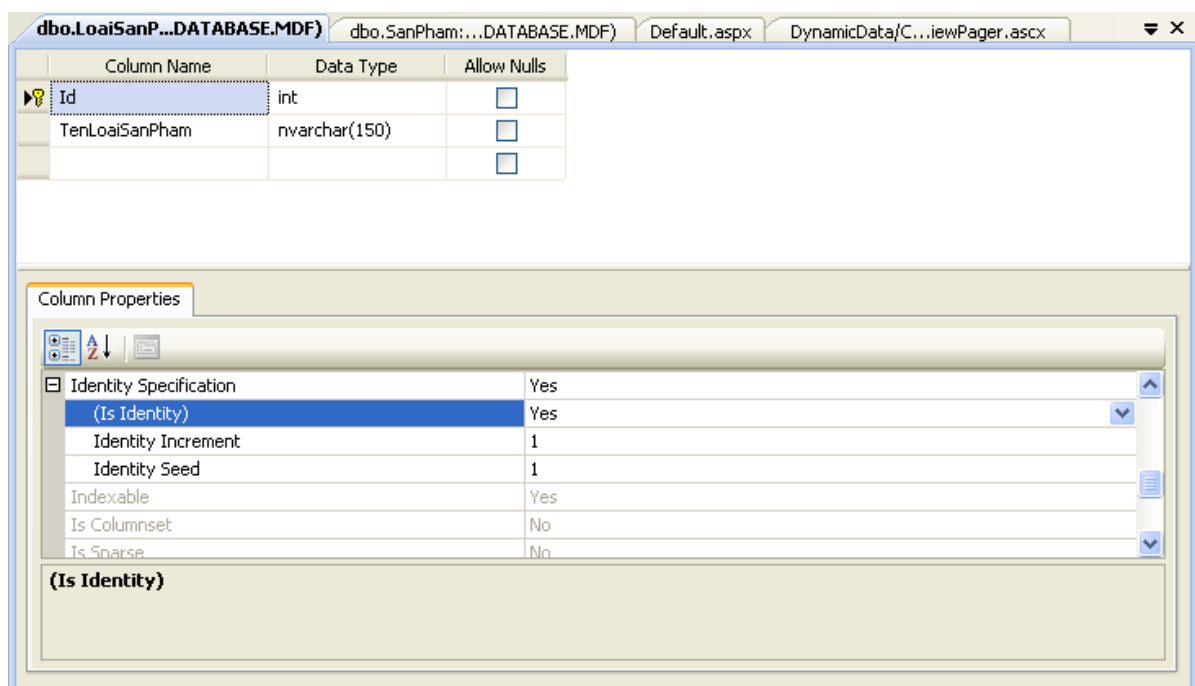 dbo.LoaiSanP...DATABASE.MDF) dbo.SanPham:...DATABASE.MDF) Default.aspx DynamicData/C...iewPager.ascx
Column Name Data Type Allow Nulls
Id int
TenLoaiSanPham nvarchar(150)
Column Properties
Identity Specification Yes
(Is Identity) Yes
Identity Increment 1
Identity Seed 1
Indexable Yes
Is Columnset No
Is Sparse No
(Is Identity)